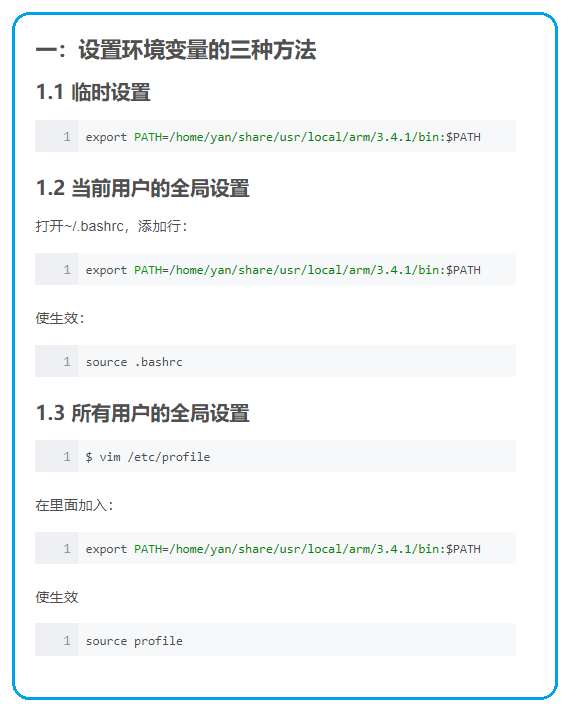 一：设置环境变量的三种方法
1.1 临时设置
1 export PATH=/home/yan/share/usr/local/arm/3.4.1/bin:$PATH
1.2 当前用户的全局设置
打开~/.bashrc，添加行：
1 export PATH=/home/yan/share/usr/local/arm/3.4.1/bin:$PATH
使生效：
1 source .bashrc
1.3 所有用户的全局设置
1 $ vim /etc/profile
在里面加入：
1 export PATH=/home/yan/share/usr/local/arm/3.4.1/bin:$PATH
使生效
1 source profile